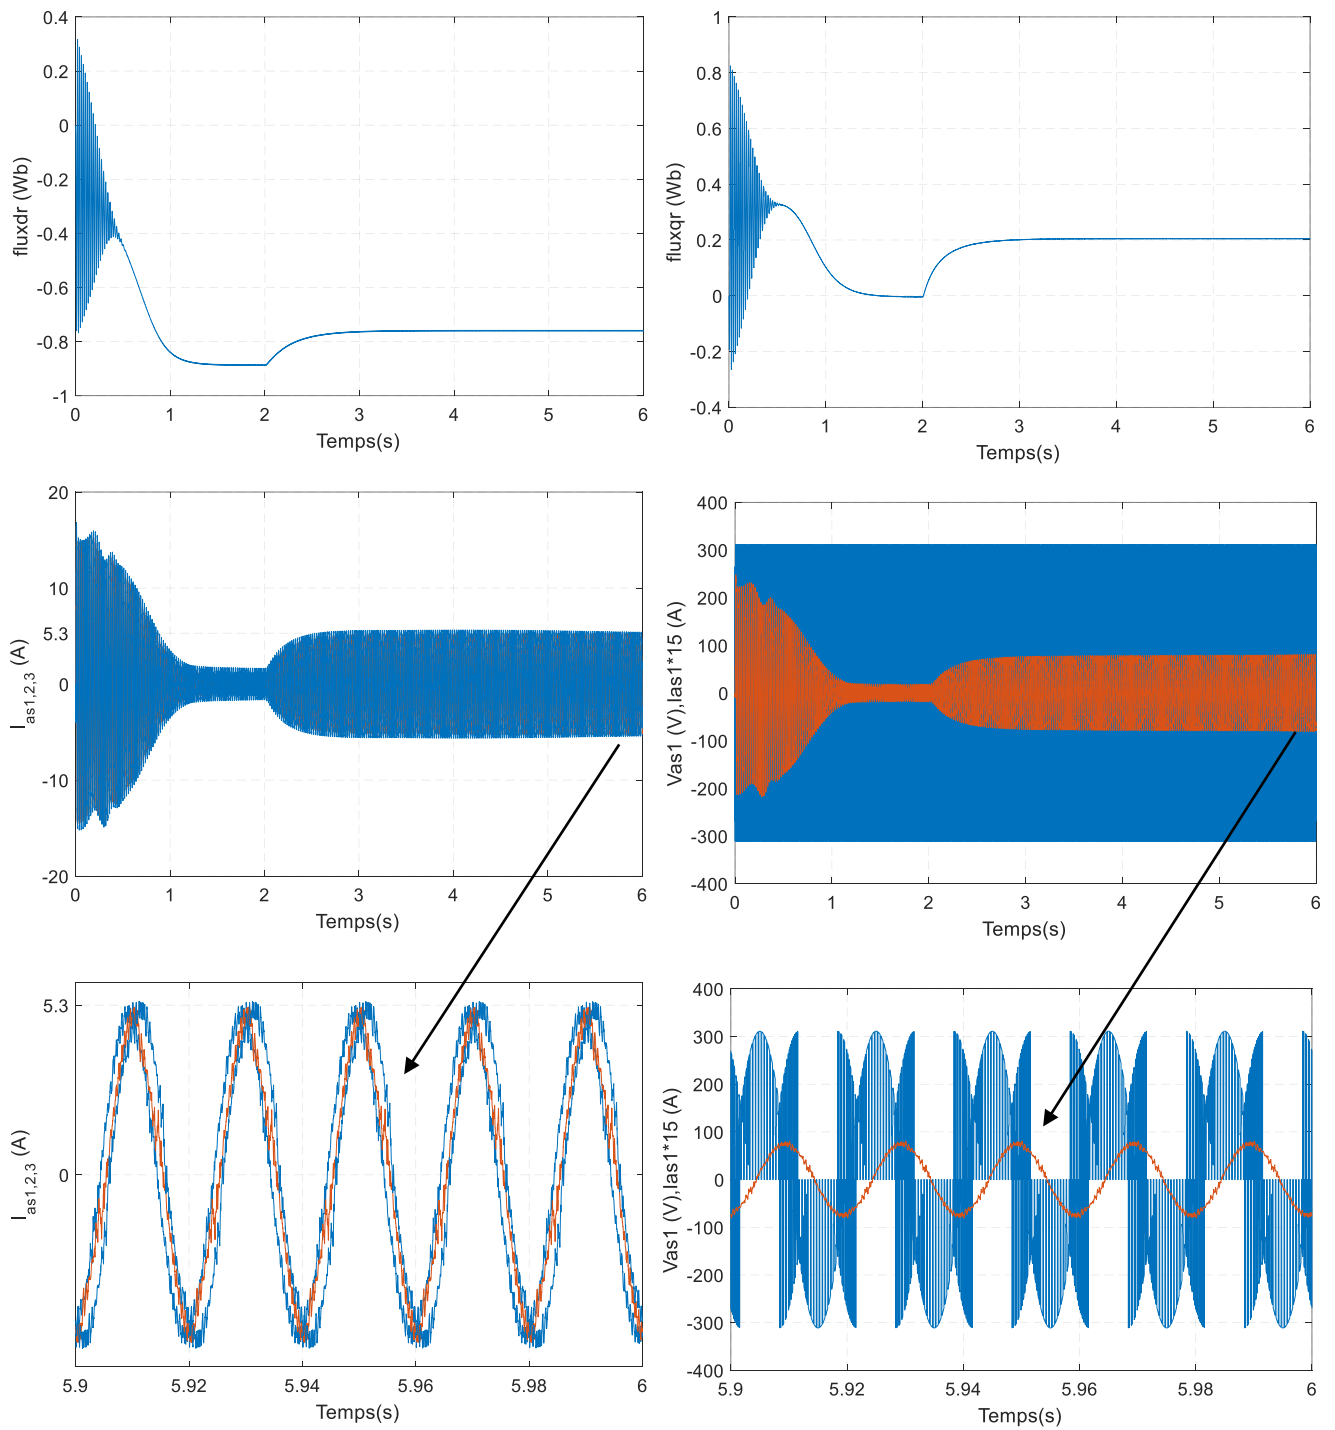 fluxdr (Wb)
0.4
0.2
0
-0.2
-0.4
-0.6
-0.8
-1
0 1 2 3 4 5 6
Temps(s)
fluxqr (Wb)
1
0.8
0.6
0.4
0.2
0
-0.2
-0.4
0 1 2 3 4 5 6
Temps(s)
Ias1,2,3 (A)
20
10
5.3
0
-10
-20
0 1 2 3 4 5 6
Temps(s)
Vas1 (V),Ias1*15 (A)
400
300
200
100
0
-100
-200
-300
-400
0 1 2 3 4 5 6
Temps(s)
Ias1,2,3 (A)
5.3
0
5.9 5.92 5.94 5.96 5.98 6
Temps(s)
Vas1 (V),Ias1*15 (A)
400
300
200
100
0
-100
-200
-300
-400
5.9 5.92 5.94 5.96 5.98 6
Temps(s)